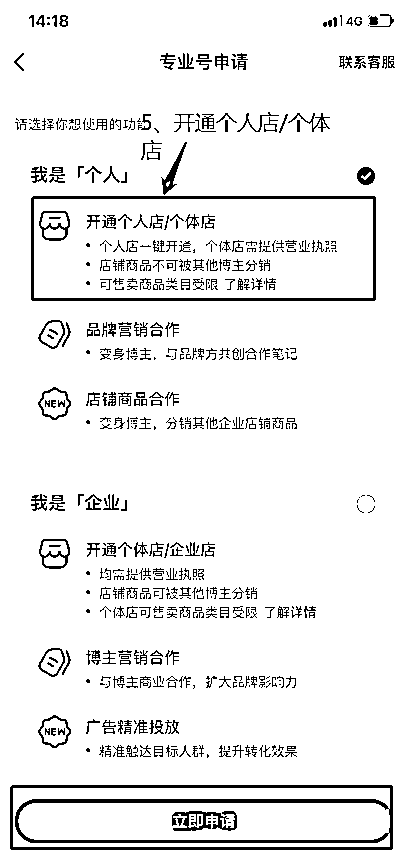 14:18
4G
专业号申请
联系客服
请选择你想使用的功能
5、开通个人店/个体
店
我是「个人」
开通个人店/个体店
• 个人店一键开通，个体店需提供营业执照
• 店铺商品不可被其他博主分销
• 可售卖商品类目受限 了解详情
品牌营销合作
• 变身博主，与品牌方共创合作笔记
NEW
店铺商品合作
• 变身博主，分销其他企业店铺商品
我是「企业」
开通个体店/企业店
• 均需提供营业执照
• 店铺商品可被其他博主分销
• 个体店可售卖商品类目受限 了解详情
博主营销合作
• 与博主商业合作，扩大品牌影响力
NEW
广告精准投放
• 精准触达目标人群，提升转化效果
立即申请